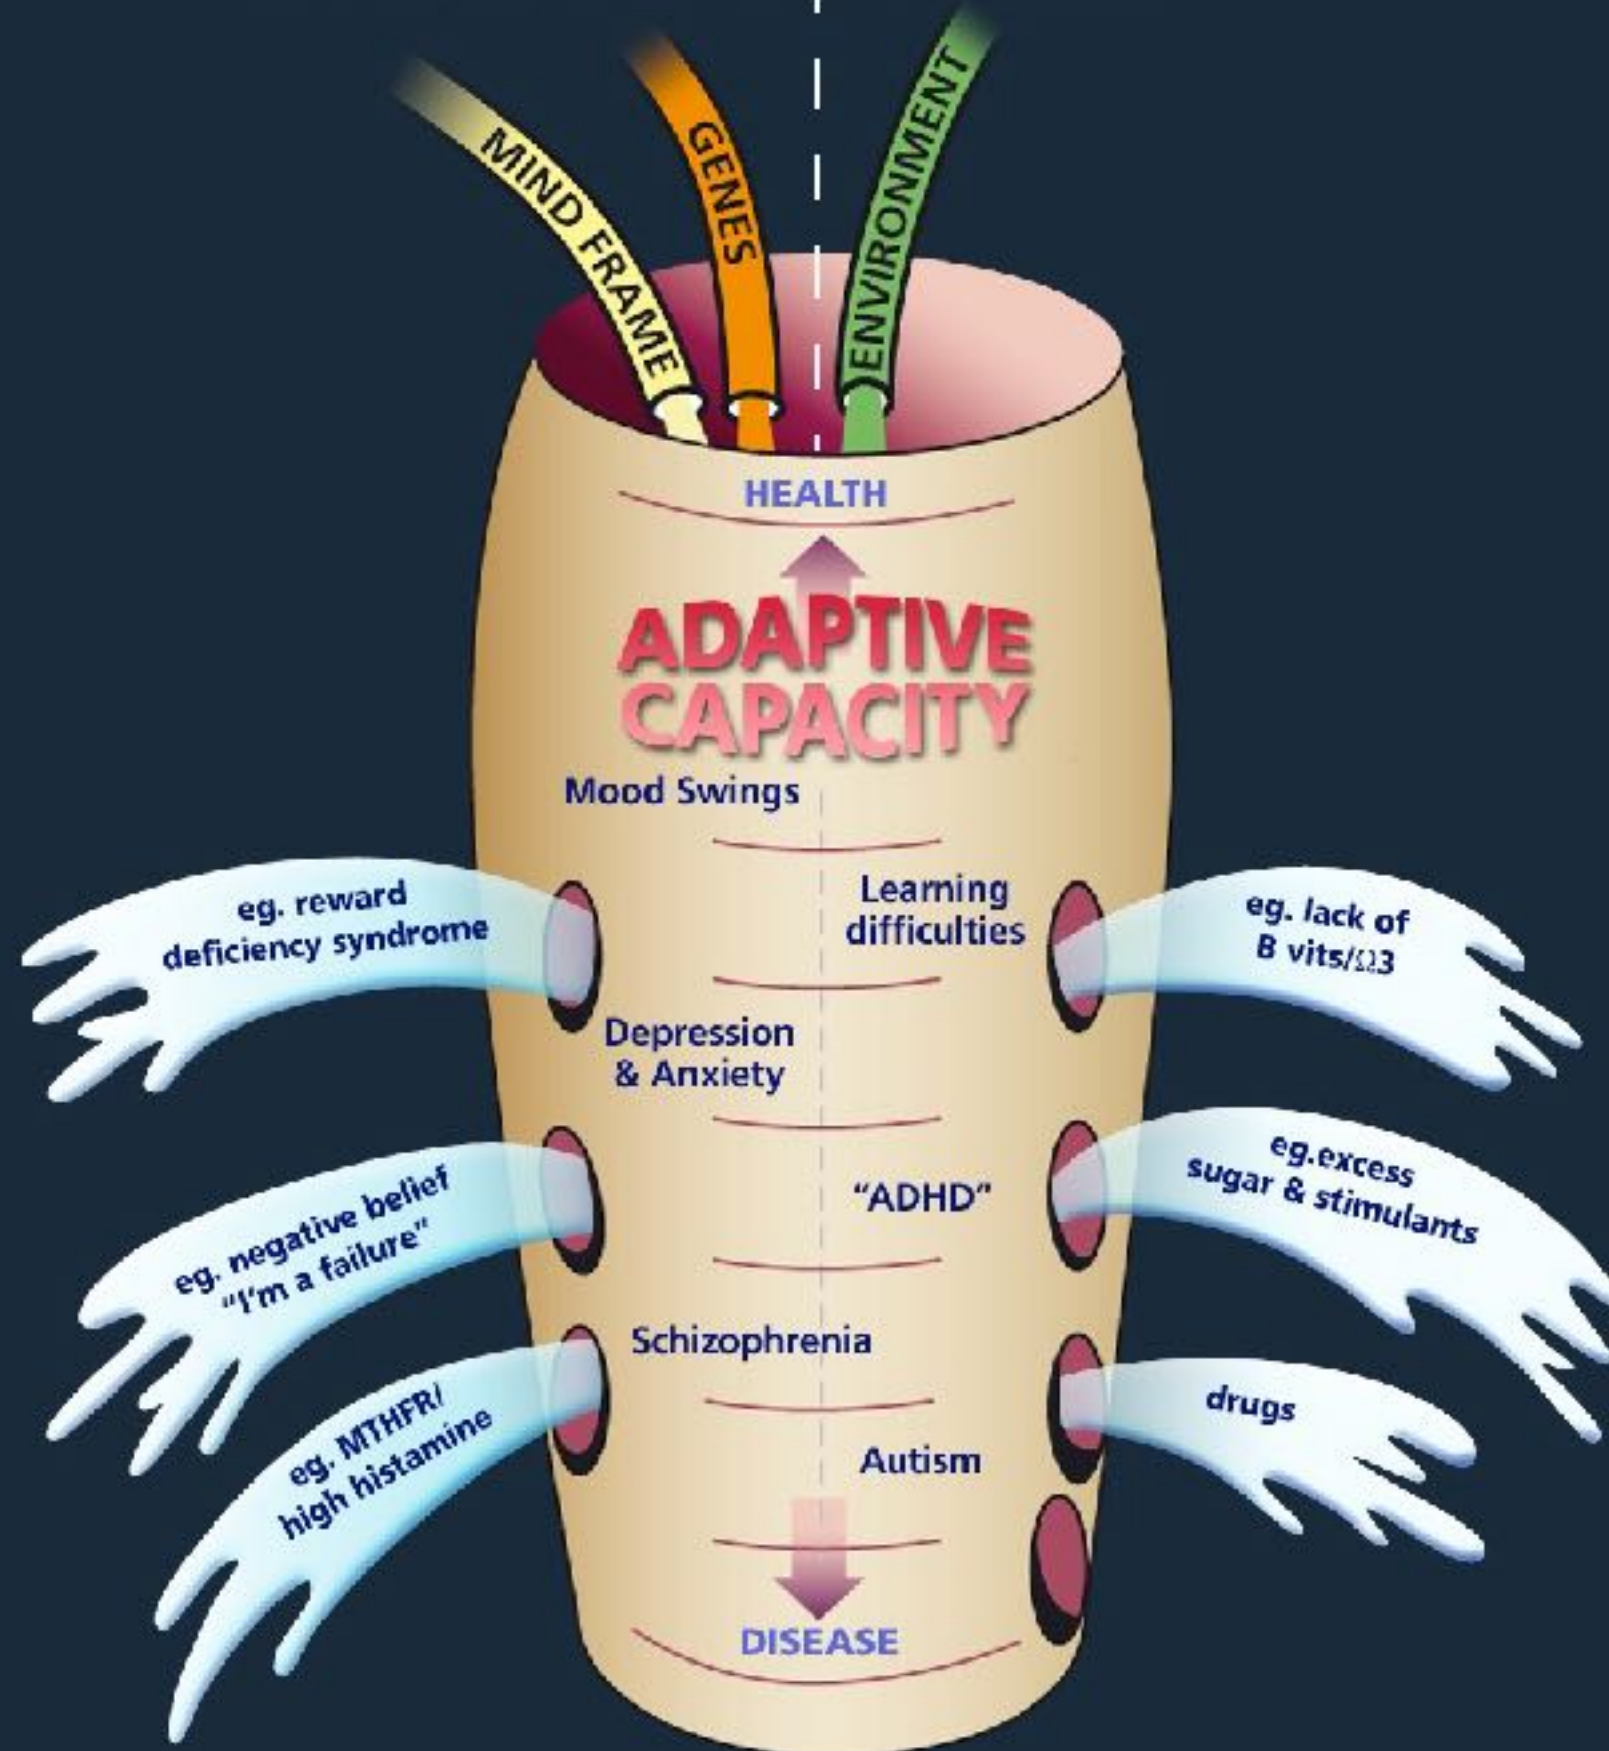 MIND FRAME
GENES
ENVIRONMENT
HEALTH
ADAPTIVE
CAPACITY
Mood Swings
eg. reward
deficiency syndrome
Learning
difficulties
eg. lack of
B vits/Ω3
Depression
& Anxiety
eg. negative belief
"I'm a failure"
"ADHD"
eg.excess
sugar & stimulants
Schizophrenia
eg. MTHFR/
high histamine
drugs
Autism
DISEASE